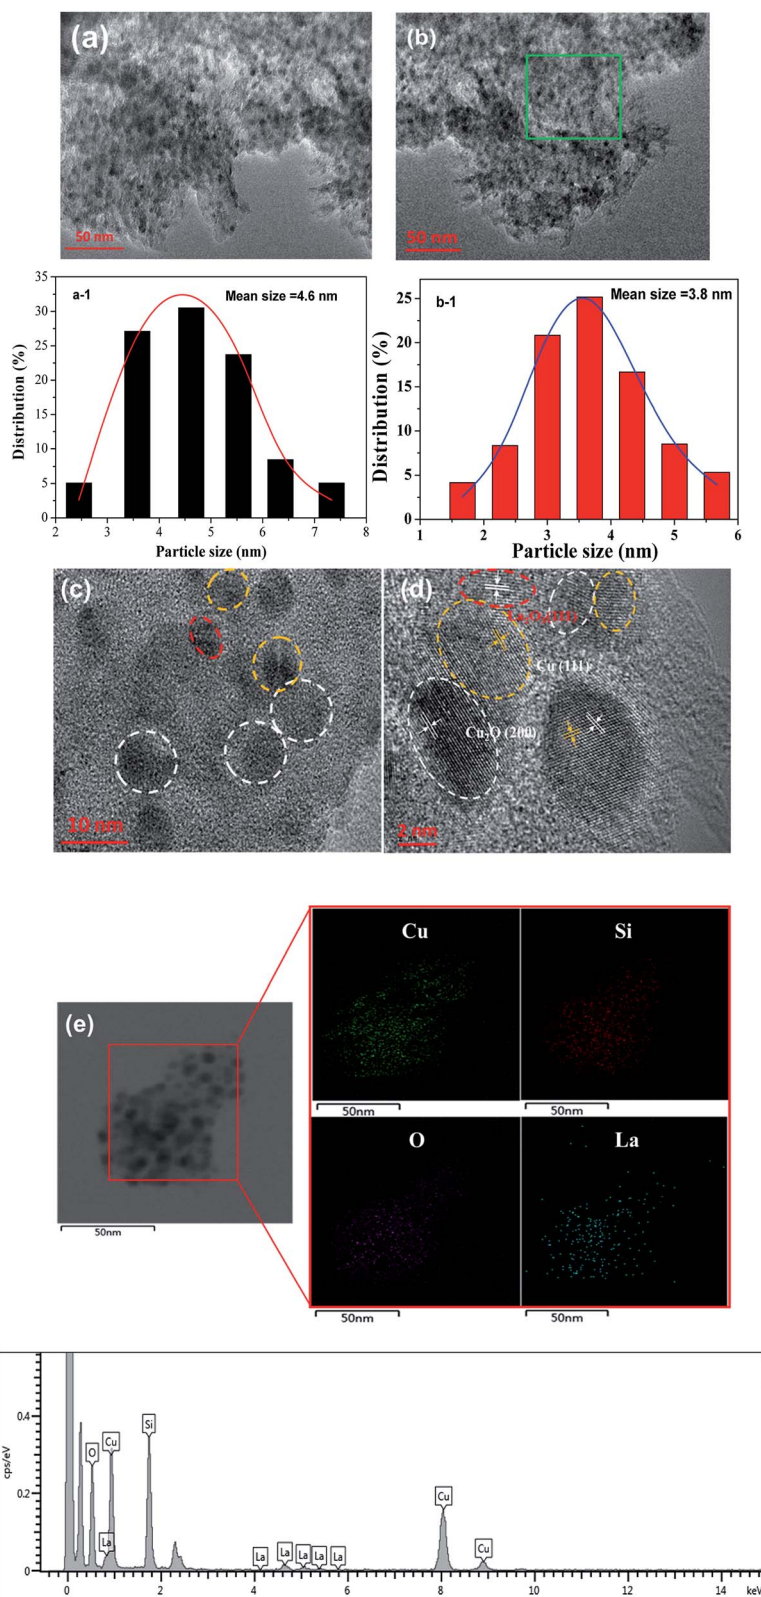 (a)
(b)
50 nm
50 nm
a-1
Mean size =4.6 nm
35
30
25
20
15
10
5
0
Distribution (%)
2 3 4 5 6 7 8
Particle size (nm)
b-1
Mean size =3.8 nm
25
20
15
10
5
0
Distribution (%)
1 2 3 4 5 6
Particle size (nm)
(c)
10 nm
(d)
Cu (111)
Cu₂O (200)
2 nm
(e)
50nm
Cu
Si
50nm
50nm
O
La
50nm
50nm
cps/eV
0.4
0.2
0
La
O
Cu
Si
La
La
La
La
La
Cu
Cu
0 2 4 6 8 10 12 14 keV